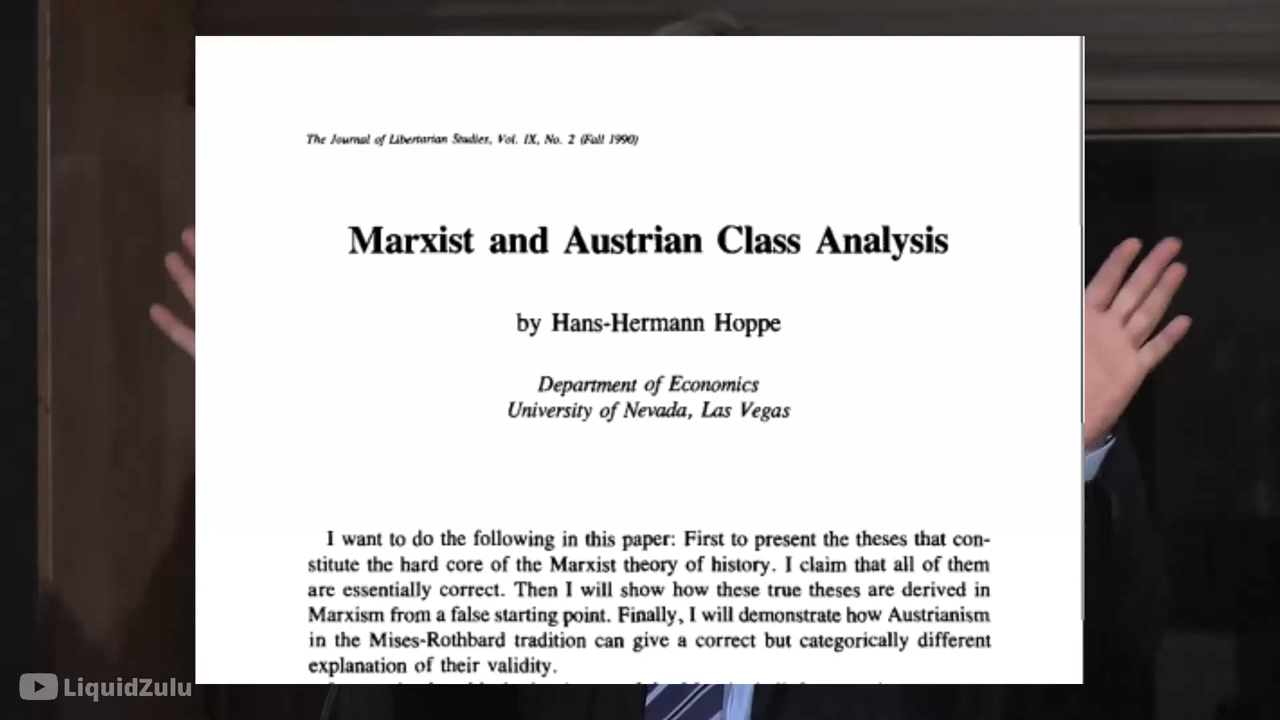 The Journal of Libertarian Studies, Vol. IX, No. 2 (Fall 1990)
Marxist and Austrian Class Analysis
by Hans-Hermann Hoppe
Department of Economics
University of Nevada, Las Vegas
I want to do the following in this paper: First to present the theses that con-
stitute the hard core of the Marxist theory of history. I claim that all of them
are essentially correct. Then I will show how these true theses are derived in
Marxism from a false starting point. Finally, I will demonstrate how Austrianism
in the Mises-Rothbard tradition can give a correct but categorically different
explanation of their validity.
LiquidZulu